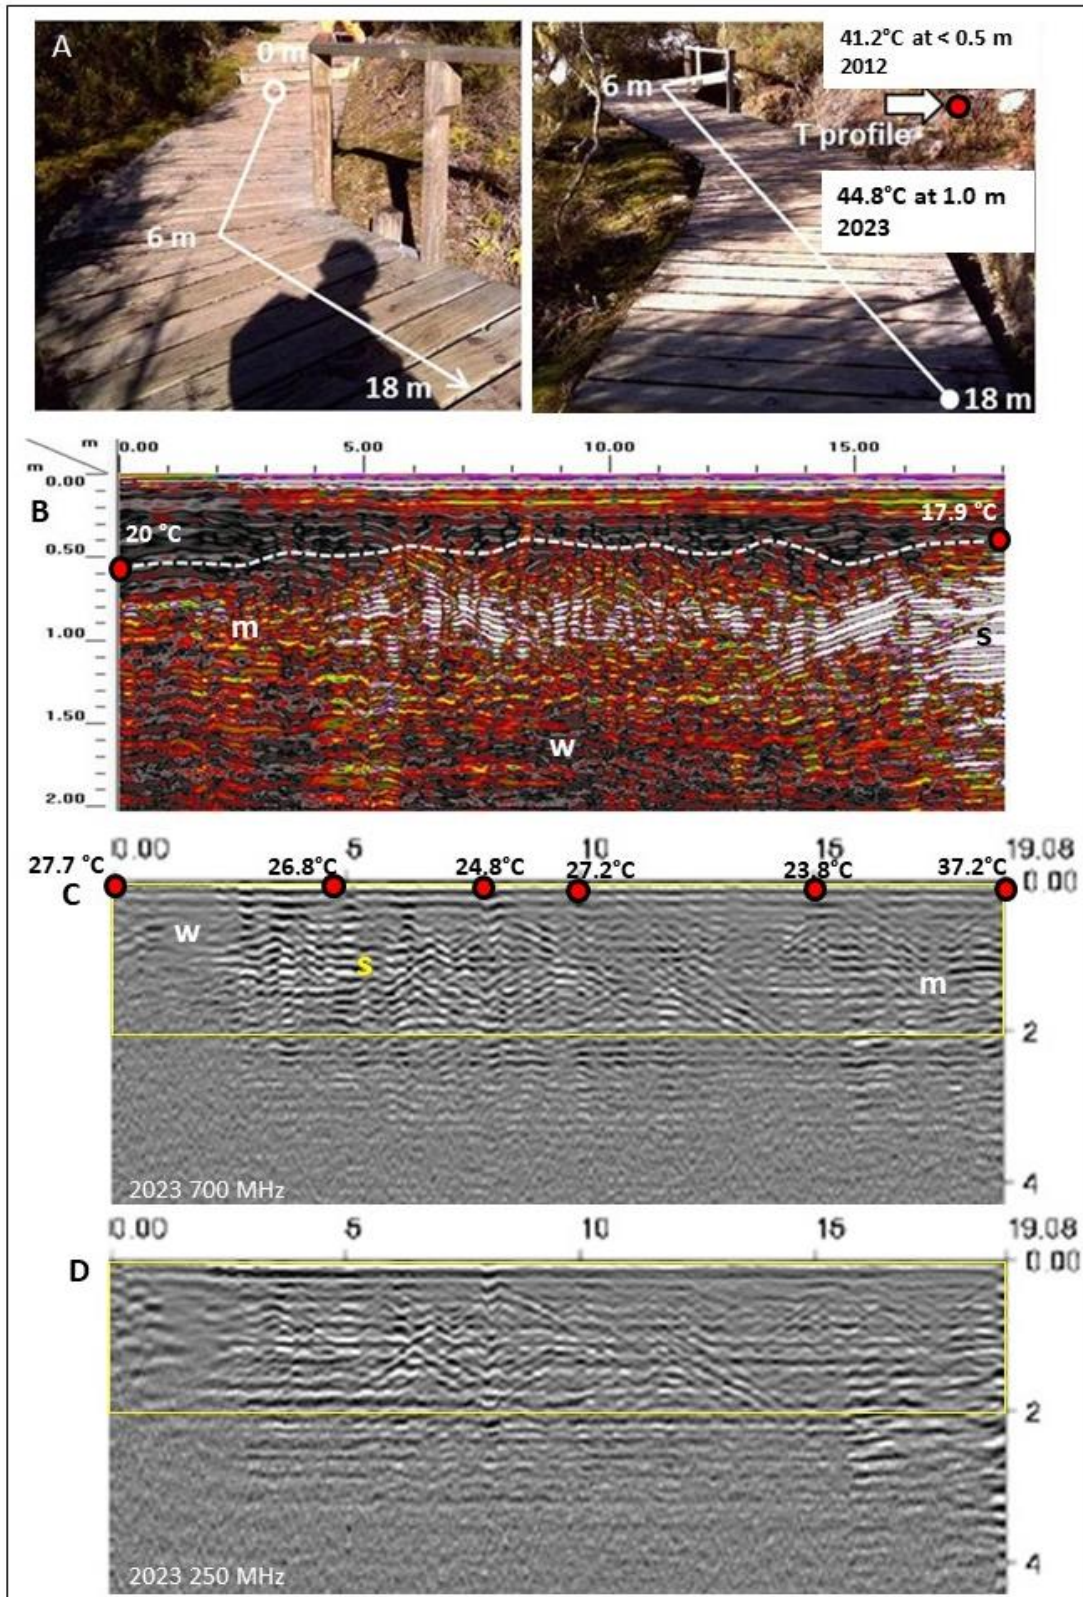 A
0 m
6 m
18 m
41.2°C at < 0.5 m
2012
6 m
T profile
44.8°C at 1.0 m
2023
18 m
m 0.00 5.00 10.00 15.00
m
0.00
B
20 °C
17.9 °C
0.50
m
1.00
s
1.50
w
2.00
0.00 5 10 15 19.08
27.7 °C 26.8°C 24.8°C 27.2°C 23.8°C 37.2°C
0.00
C
w
s
m
2
4
2023 700 MHz
0.00 5 10 15 19.08
0.00
D
2
4
2023 250 MHz